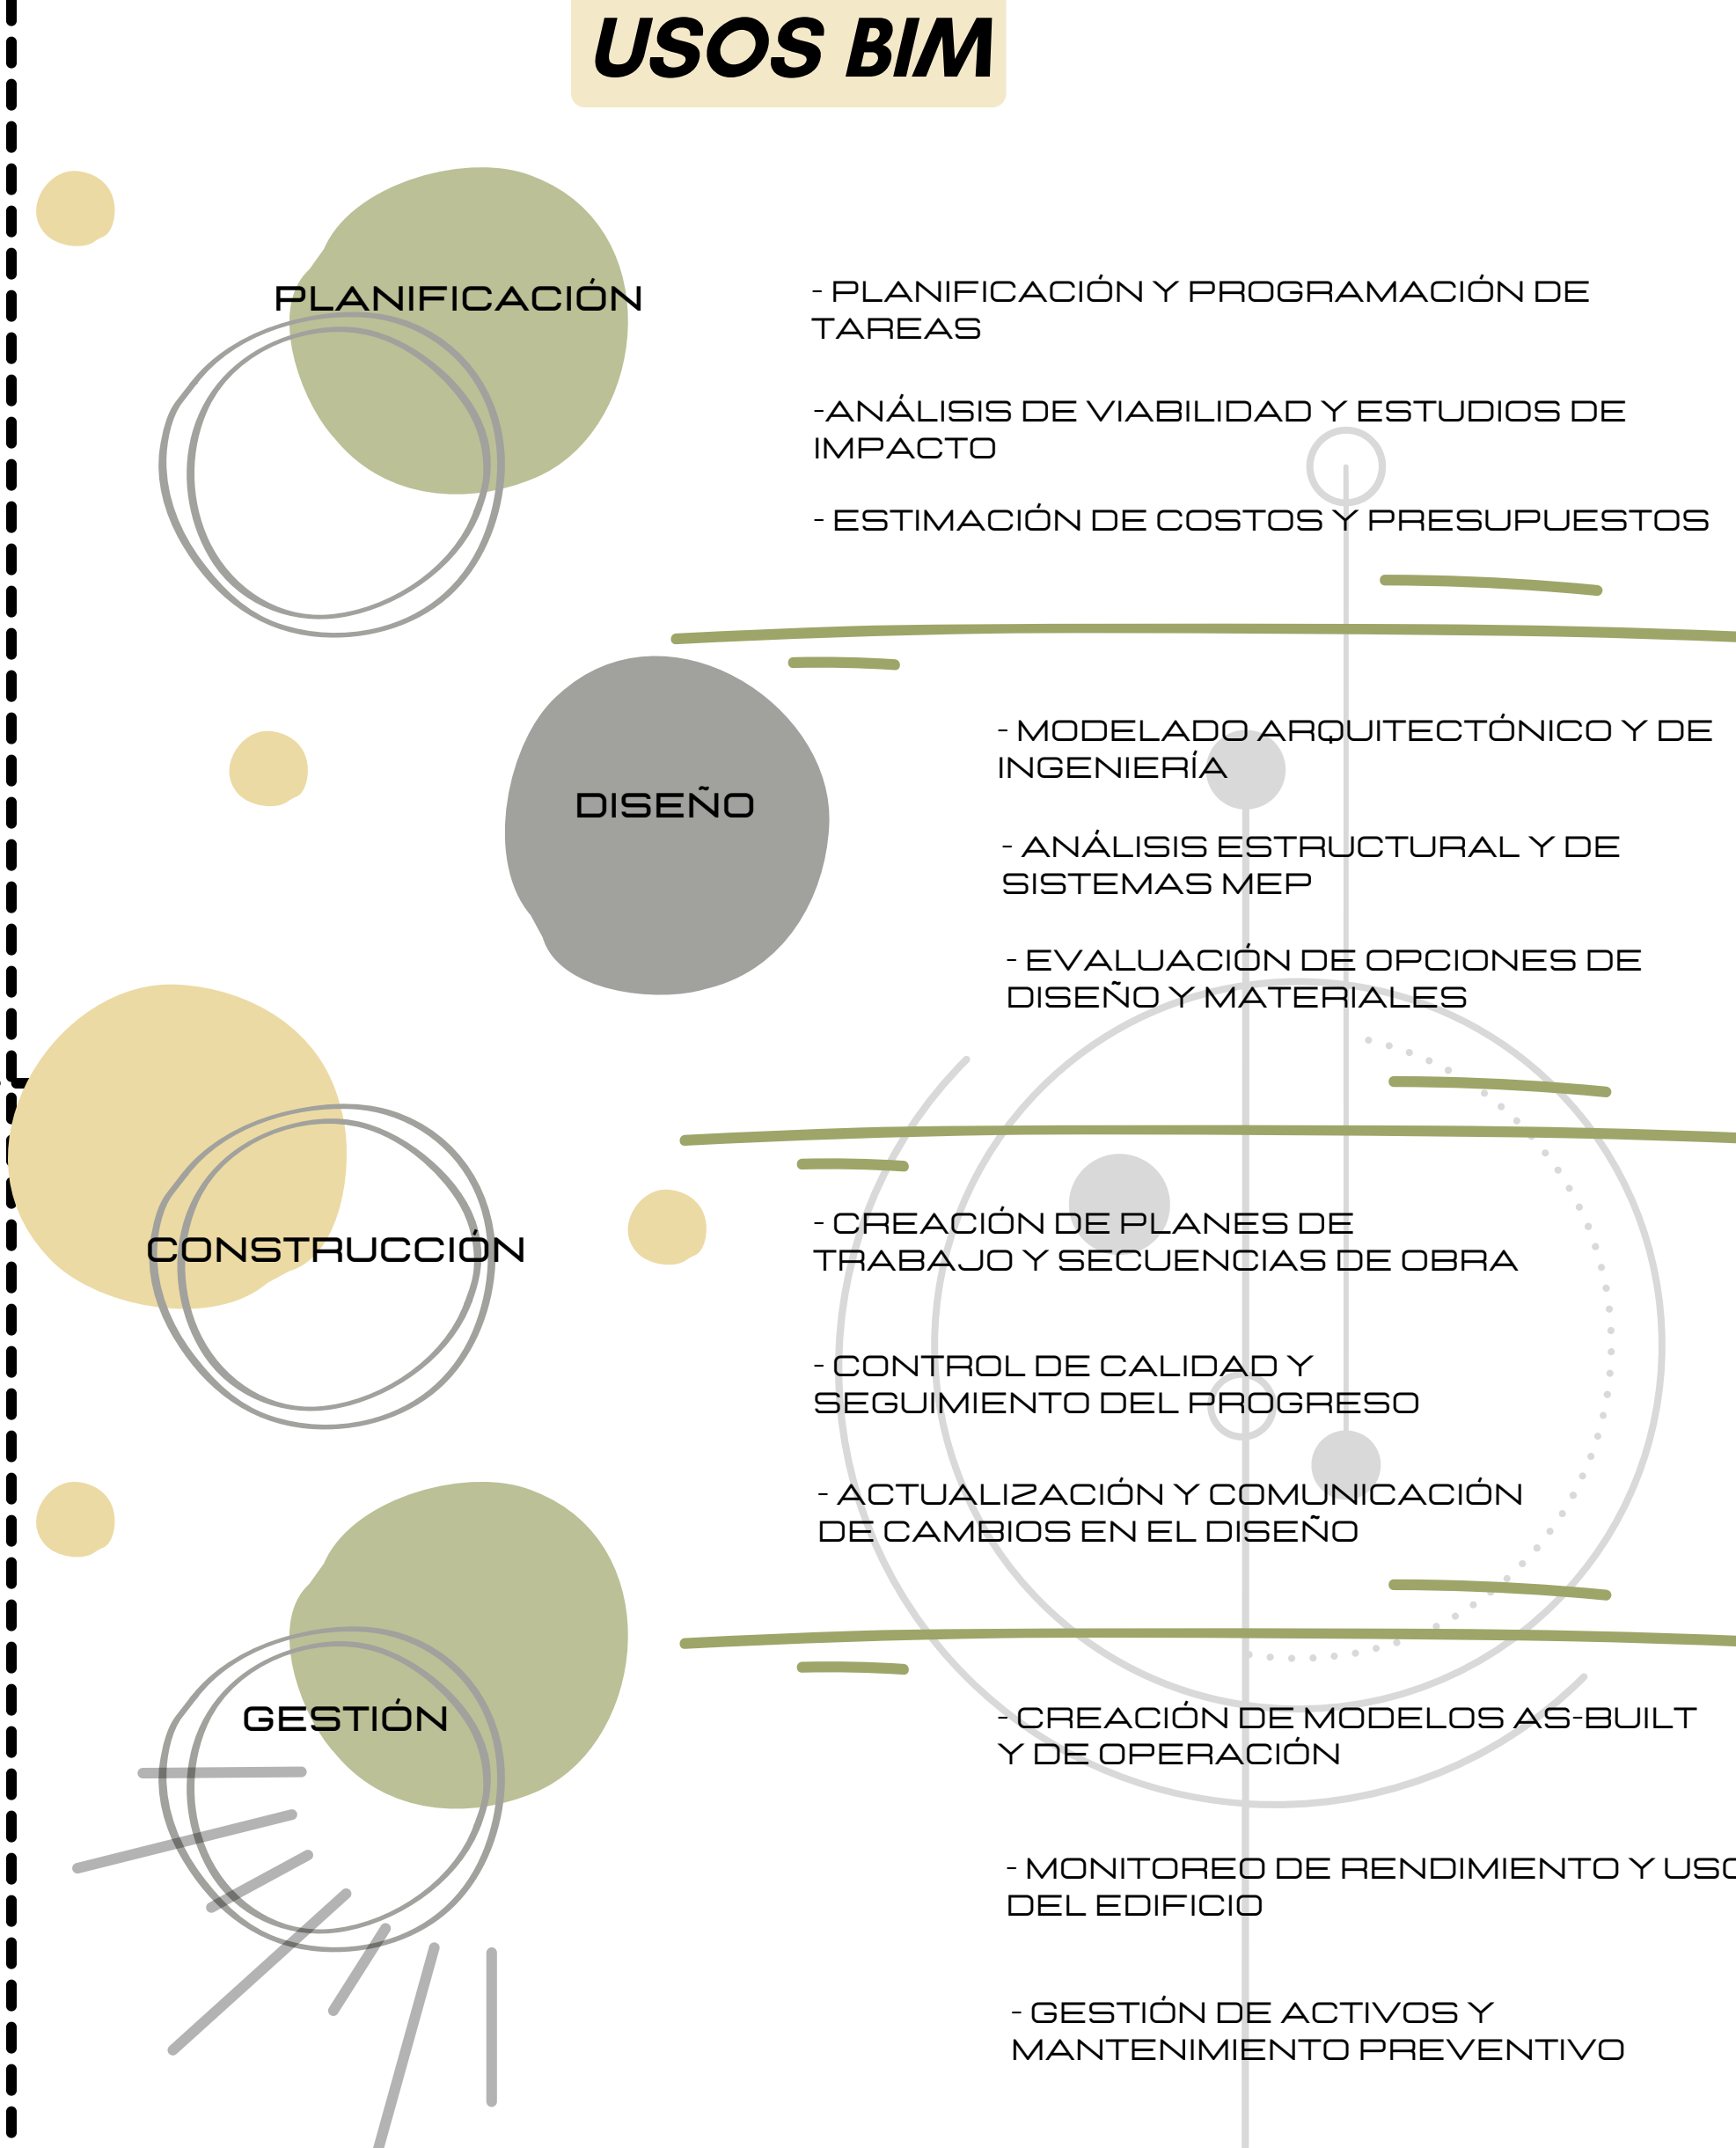 USOS BIM
PLANIFICACIÓN
- PLANIFICACIÓN Y PROGRAMACIÓN DE
TAREAS
-ANÁLISIS DE VIABILIDAD Y ESTUDIOS DE
IMPACTO
- ESTIMACIÓN DE COSTOS Y PRESUPUESTOS
DISEÑO
- MODELADO ARQUITECTÓNICO Y DE
INGENIERÍA
- ANÁLISIS ESTRUCTURAL Y DE
SISTEMAS MEP
- EVALUACIÓN DE OPCIONES DE
DISEÑO Y MATERIALES
CONSTRUCCIÓN
- CREACIÓN DE PLANES DE
TRABAJO Y SECUENCIAS DE OBRA
- CONTROL DE CALIDAD Y
SEGUIMIENTO DEL PROGRESO
- ACTUALIZACIÓN Y COMUNICACIÓN
DE CAMBIOS EN EL DISEÑO
GESTIÓN
- CREACIÓN DE MODELOS AS-BUILT
Y DE OPERACIÓN
- MONITOREO DE RENDIMIENTO Y USO
DEL EDIFICIO
- GESTIÓN DE ACTIVOS Y
MANTENIMIENTO PREVENTIVO